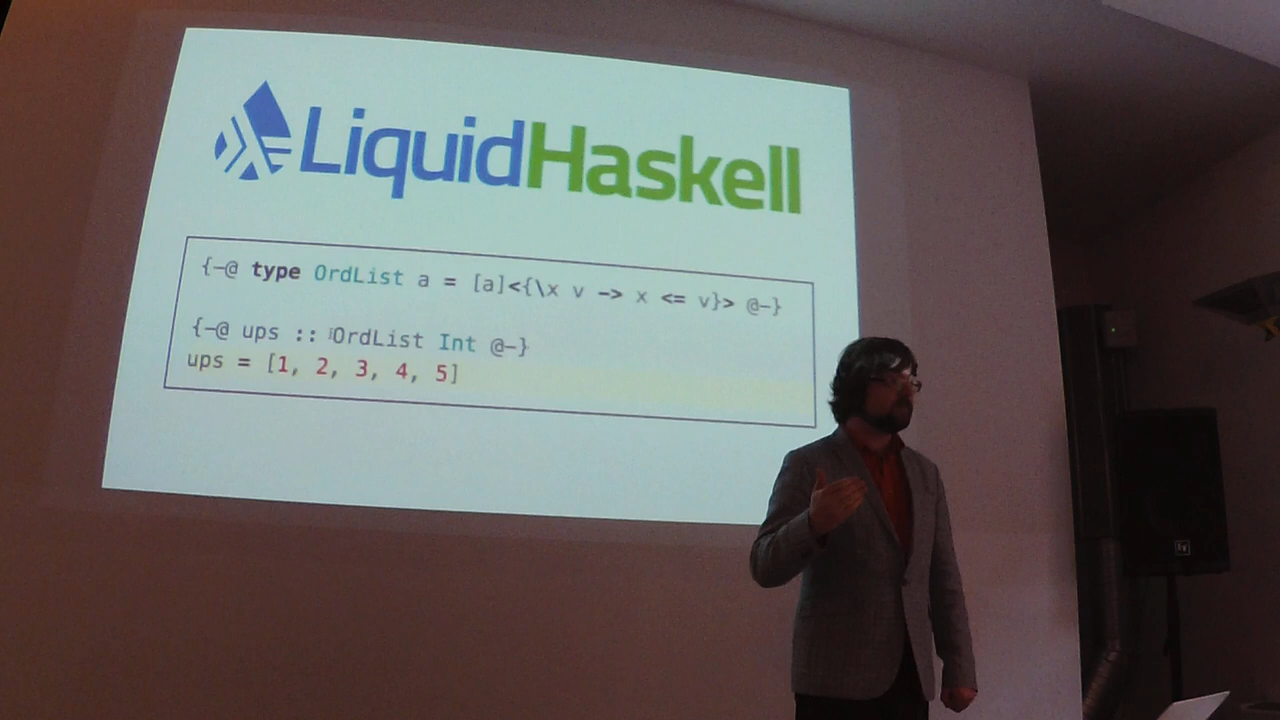 LiquidHaskell
{-@ type OrdList a = [a]<{\x v -> x <= v}> @-}
{-@ ups :: OrdList Int @-}
ups = [1, 2, 3, 4, 5]